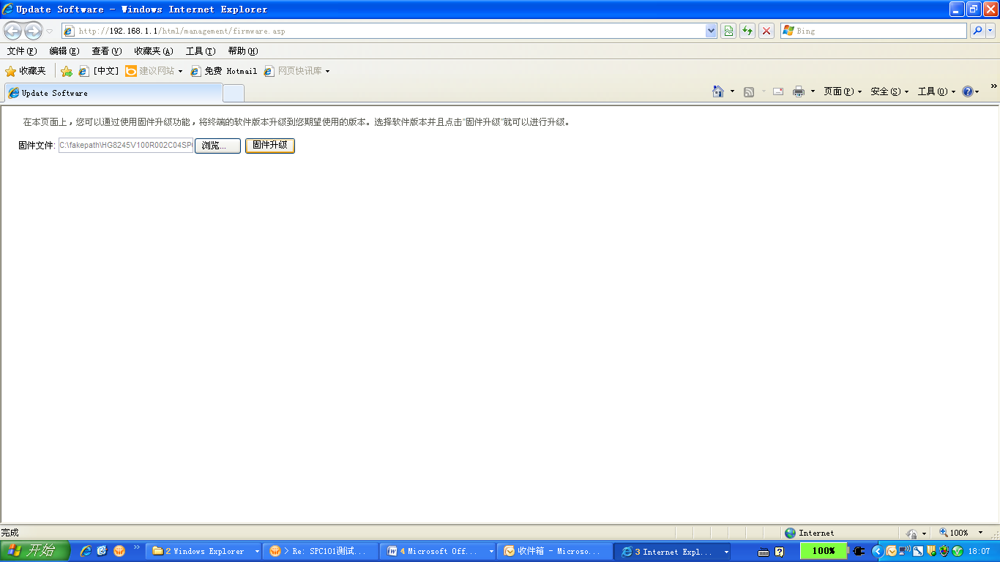 Update Software - Windows Internet Explorer
http://192.168.1.1/html/management/firmware.asp
Bing
文件(F) 编辑(E) 查看(V) 收藏夹(A) 工具(T) 帮助(H)
收藏夹 [中文] 建议网站 免费 Hotmail 网页快讯库
Update Software
页面(P) 安全(S) 工具(O)
在本页面上，您可以通过使用固件升级功能，将终端的软件版本升级到您期望使用的版本。选择软件版本并且点击"固件升级"就可以进行升级。
固件文件: C:\fakepath\HG8245V100R002C04SP 浏览... 固件升级
完成 Internet 100%
开始 2 Windows Explorer > Re: SPC101测试... 4 Microsoft Off... 收件箱 - Microso... 3 Internet Expl... 100% 18:07